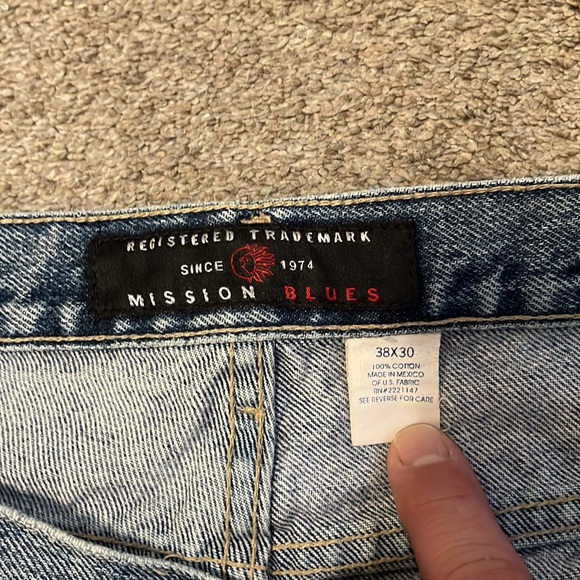 REGISTERED TRADEMARK
SINCE 1974
MISSION BLUES
38X30
100% COTTON
MADE IN MEXICO
OF U.S. FABRIC
RN#2221147
SEE REVERSE FOR CARE